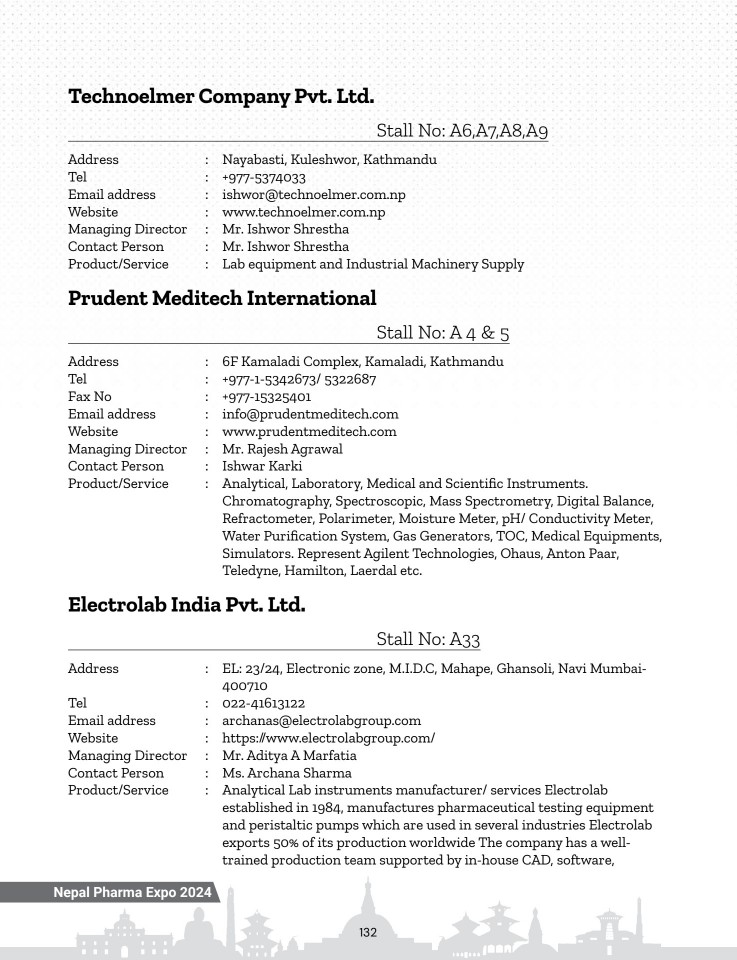 Technoelmer Company Pvt. Ltd.
Stall No: A6,A7,A8,A9
Address : Nayabasti, Kuleshwor, Kathmandu
Tel : +977-5374033
Email address : ishwor@technoelmer.com.np
Website : www.technoelmer.com.np
Managing Director : Mr. Ishwor Shrestha
Contact Person : Mr. Ishwor Shrestha
Product/Service : Lab equipment and Industrial Machinery Supply
Prudent Meditech International
Stall No: A 4 & 5
Address : 6F Kamaladi Complex, Kamaladi, Kathmandu
Tel : +977-1-5342673/ 5322687
Fax No : +977-15325401
Email address : info@prudentmeditech.com
Website : www.prudentmeditech.com
Managing Director : Mr. Rajesh Agrawal
Contact Person : Ishwar Karki
Product/Service : Analytical, Laboratory, Medical and Scientific Instruments.
Chromatography, Spectroscopic, Mass Spectrometry, Digital Balance,
Refractometer, Polarimeter, Moisture Meter, pH/ Conductivity Meter,
Water Purification System, Gas Generators, TOC, Medical Equipments,
Simulators. Represent Agilent Technologies, Ohaus, Anton Paar,
Teledyne, Hamilton, Laerdal etc.
Electrolab India Pvt. Ltd.
Stall No: A33
Address : EL: 23/24, Electronic zone, M.I.D.C, Mahape, Ghansoli, Navi Mumbai-
400710
Tel : 022-41613122
Email address : archanas@electrolabgroup.com
Website : https://www.electrolabgroup.com/
Managing Director : Mr. Aditya A Marfatia
Contact Person : Ms. Archana Sharma
Product/Service : Analytical Lab instruments manufacturer/ services Electrolab
established in 1984, manufactures pharmaceutical testing equipment
and peristaltic pumps which are used in several industries Electrolab
exports 50% of its production worldwide The company has a well-
trained production team supported by in-house CAD, software,
Nepal Pharma Expo 2024
132